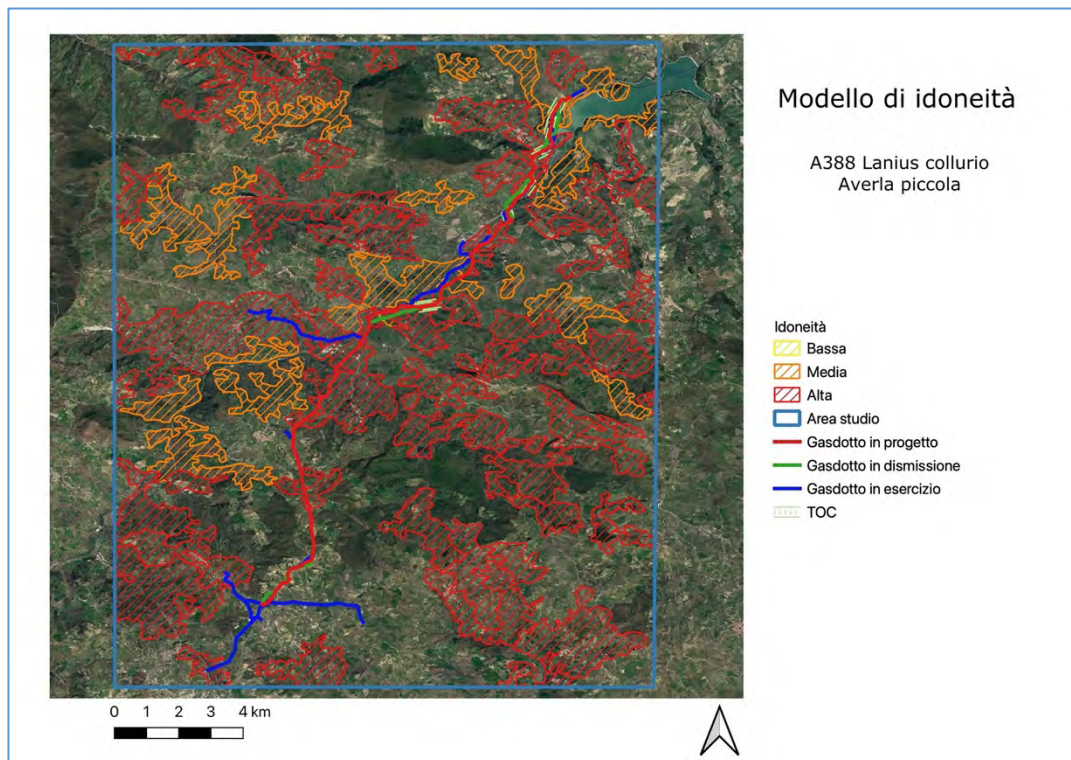 Modello di idoneità
A388 Lanius collurio
Averla piccola
Idoneità
Bassa
Media
Alta
Area studio
Gasdotto in progetto
Gasdotto in dismissione
Gasdotto in esercizio
TOC
0 1 2 3 4 km